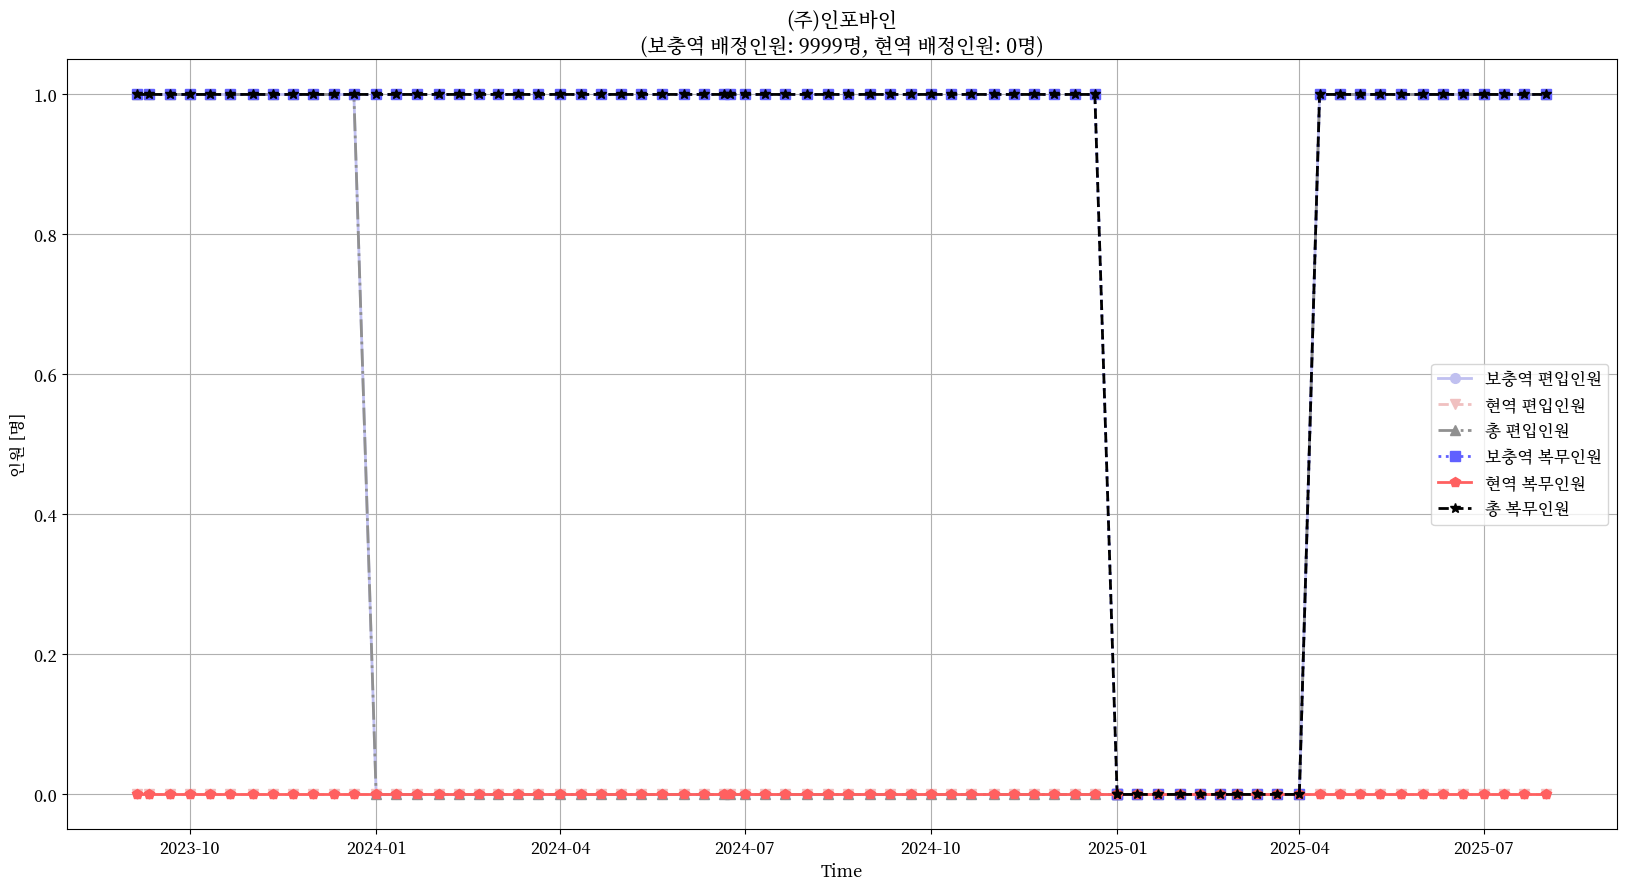 (주)인포바인
(보충역 배정인원: 9999명, 현역 배정인원: 0명)
인원 [명]
1.0
0.8
0.6
0.4
0.2
0.0
보충역 편입인원
현역 편입인원
총 편입인원
보충역 복무인원
현역 복무인원
총 복무인원
2023-10
2024-01
2024-04
2024-07
2024-10
2025-01
2025-04
2025-07
Time